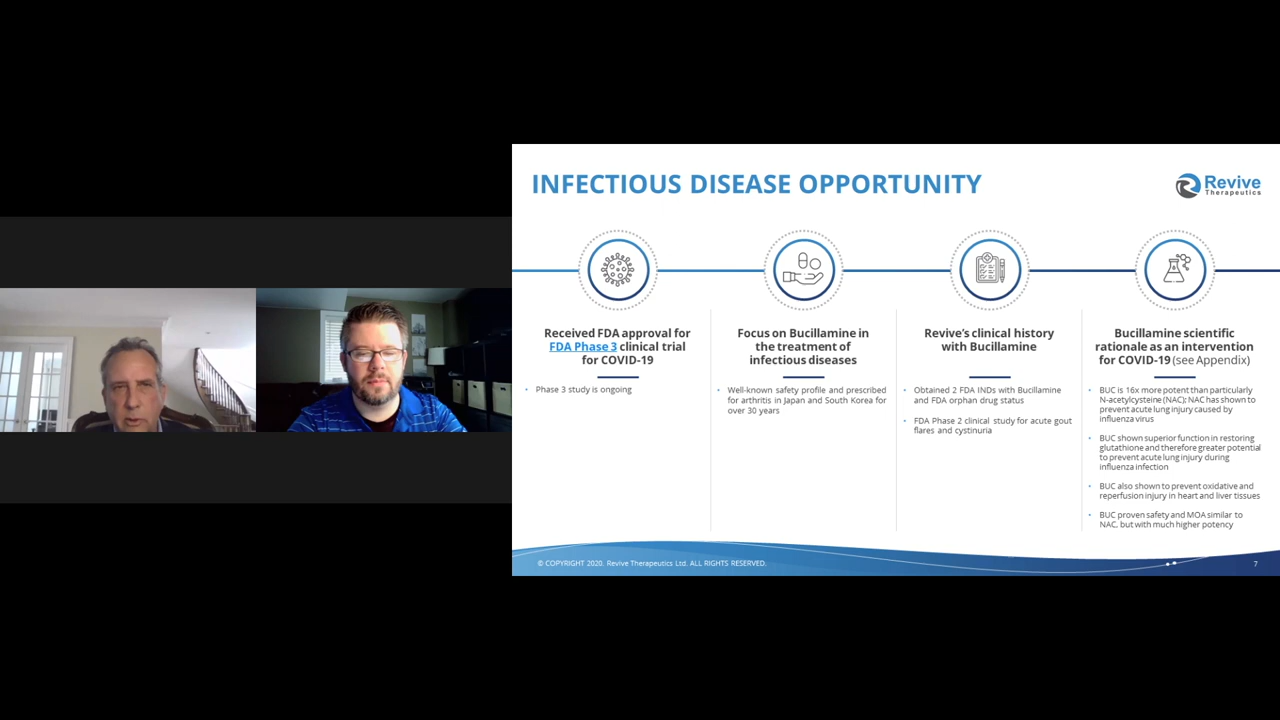 INFECTIOUS DISEASE OPPORTUNITY
Revive
Therapeutics
Received FDA approval for
FDA Phase 3 clinical trial
for COVID-19
• Phase 3 study is ongoing
Focus on Bucillamine in
the treatment of
infectious diseases
• Well-known safety profile and prescribed
for arthritis in Japan and South Korea for
over 30 years
Revive's clinical history
with Bucillamine
• Obtained 2 FDA INDs with Bucillamine
and FDA orphan drug status
• FDA Phase 2 clinical study for acute gout
flares and cystinuria
Bucillamine scientific
rationale as an intervention
for COVID-19 (see Appendix)
• BUC is 16x more potent than particularly
N-acetylcysteine (NAC); NAC has shown to
prevent acute lung injury caused by
influenza virus
• BUC shown superior function in restoring
glutathione and therefore greater potential
to prevent acute lung injury during
influenza infection
• BUC also shown to prevent oxidative and
reperfusion injury in heart and liver tissues
• BUC proven safety and MOA similar to
NAC, but with much higher potency
© COPYRIGHT 2020. Revive Therapeutics Ltd. ALL RIGHTS RESERVED.
7